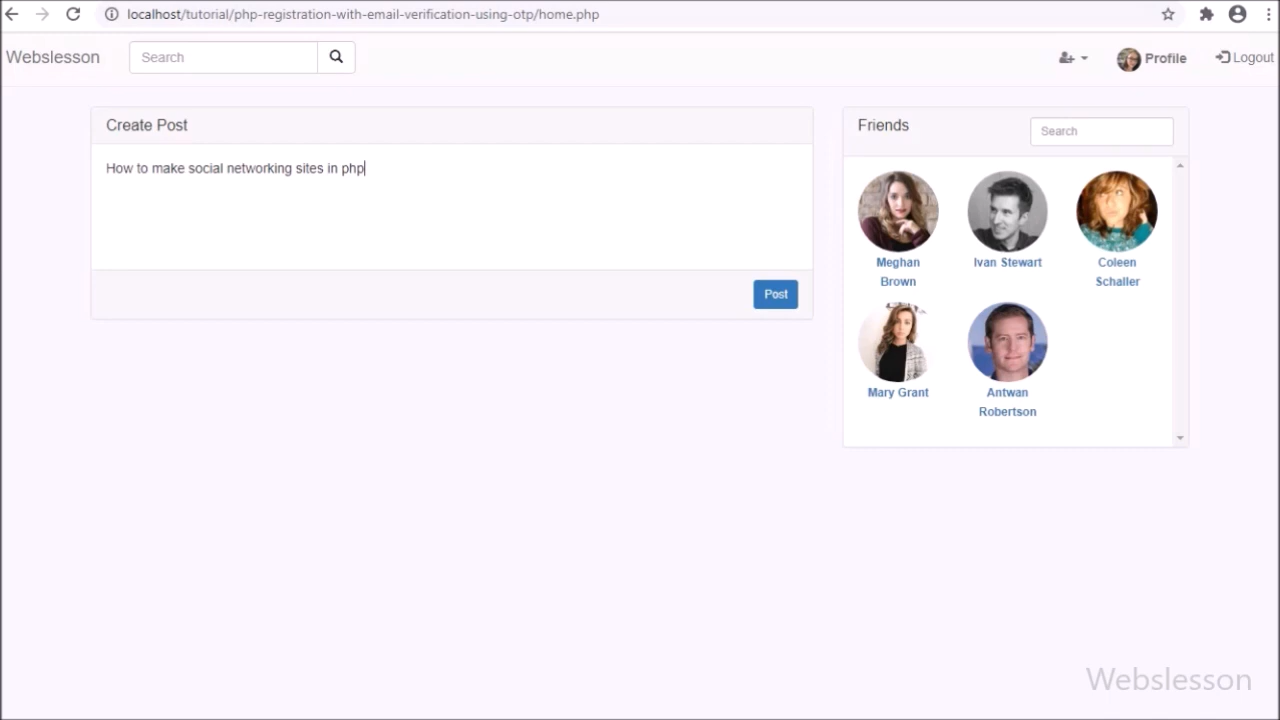 localhost/tutorial/php-registration-with-email-verification-using-otp/home.php
Webslesson
Search
Profile
Logout
Create Post
How to make social networking sites in php
Post
Friends
Search
Meghan
Brown
Ivan Stewart
Coleen
Schaller
Mary Grant
Antwan
Robertson
Webslesson